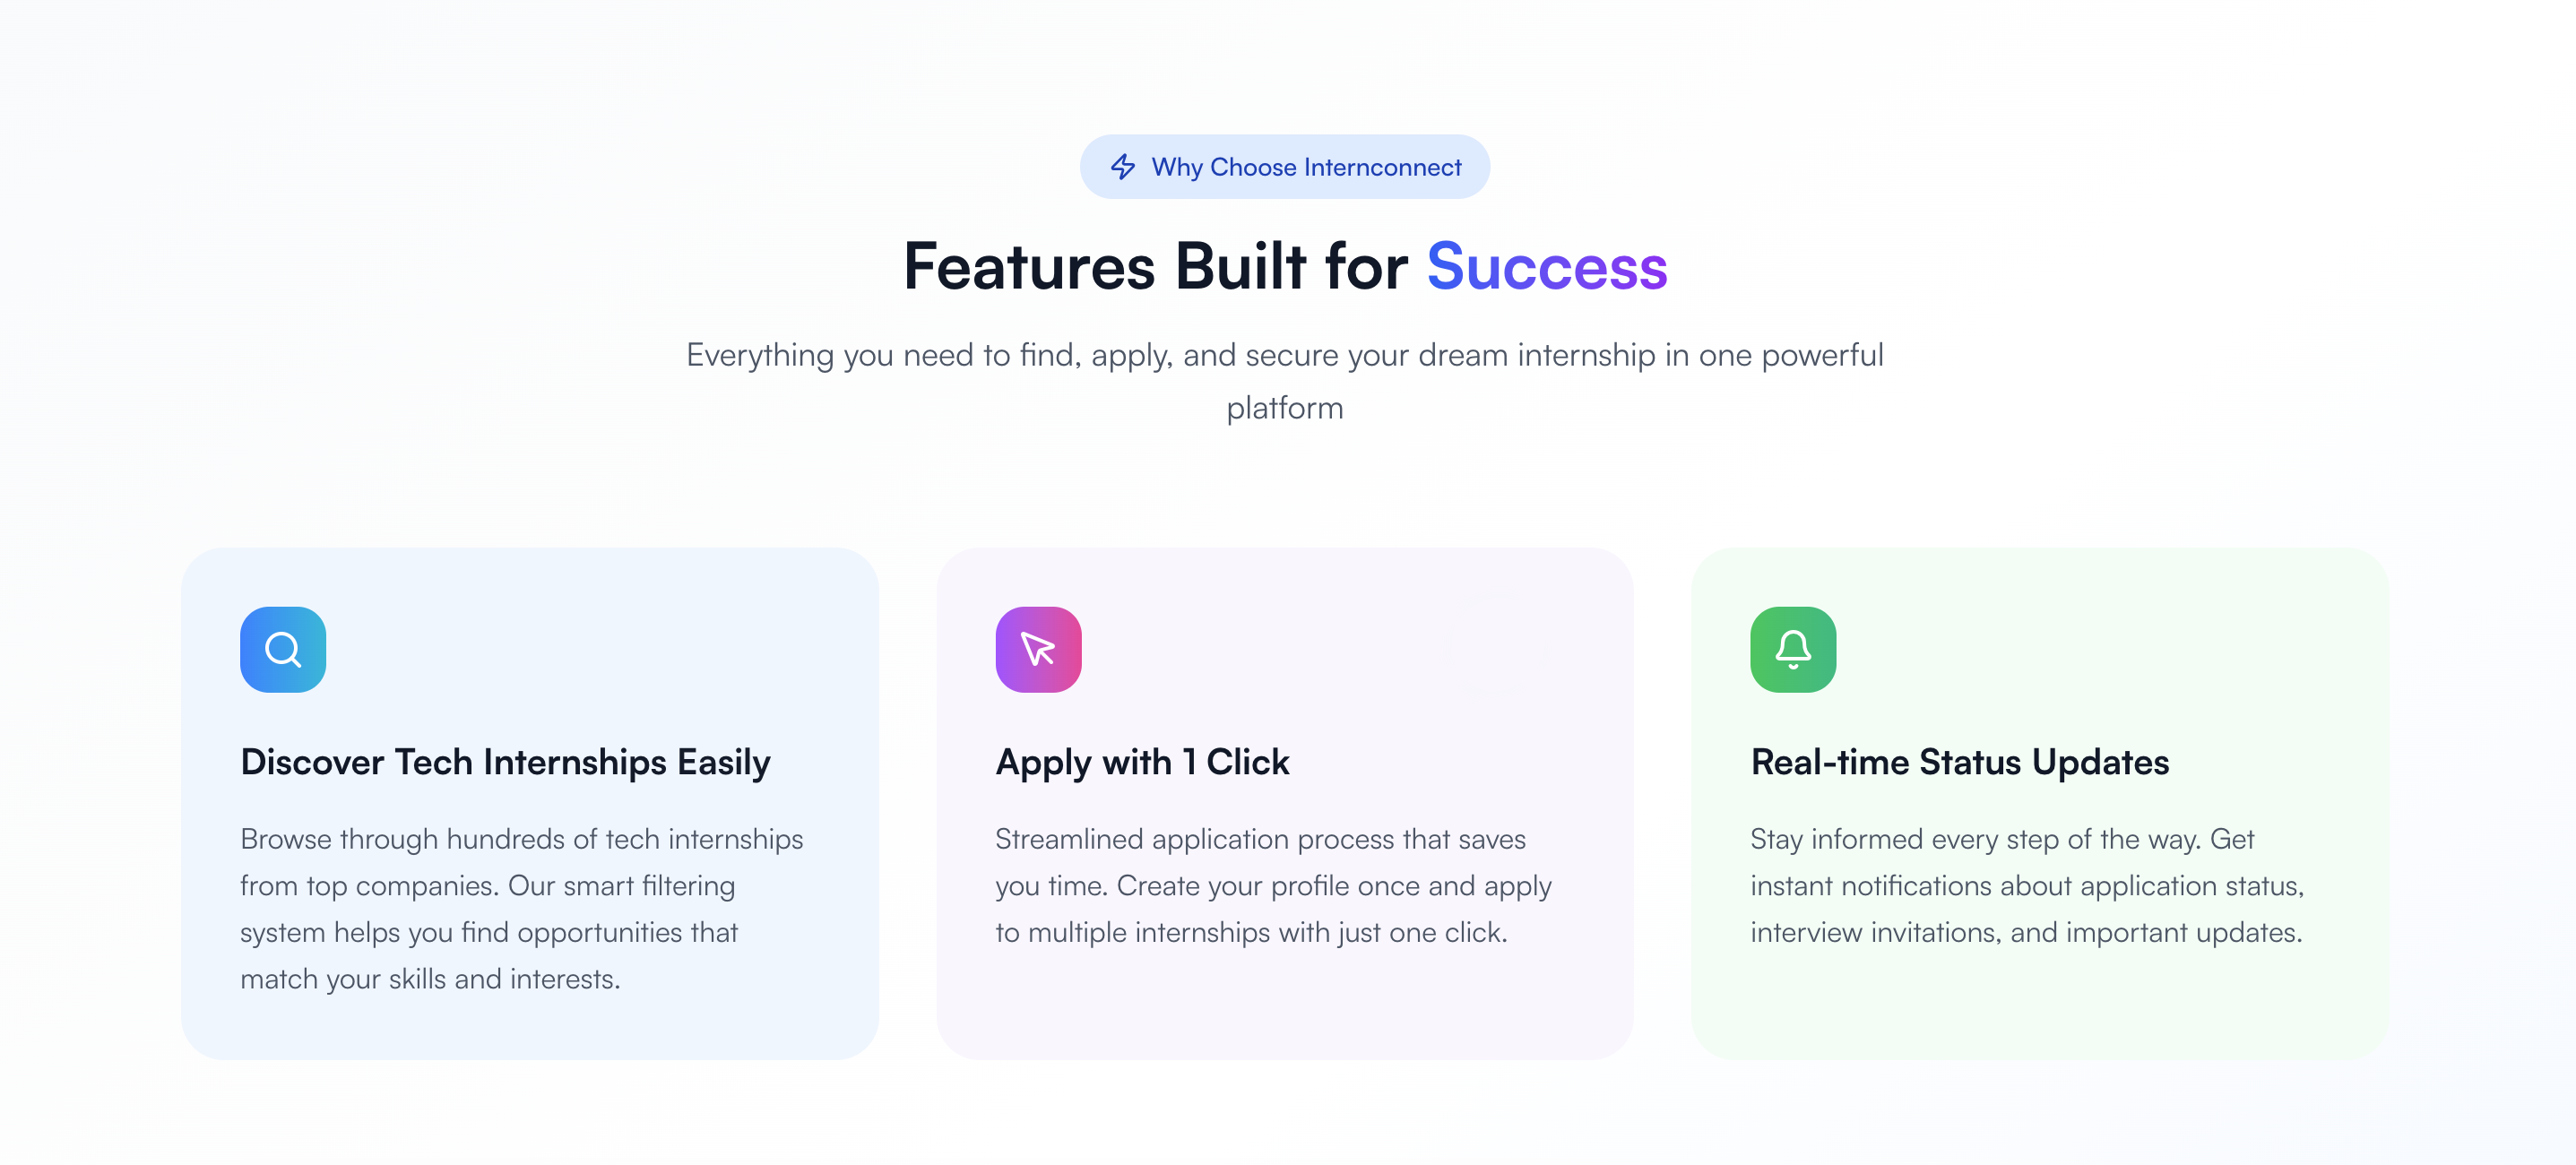 Why Choose Internconnect
Features Built for Success
Everything you need to find, apply, and secure your dream internship in one powerful
platform
Discover Tech Internships Easily
Browse through hundreds of tech internships
from top companies. Our smart filtering
system helps you find opportunities that
match your skills and interests.
Apply with 1 Click
Streamlined application process that saves
you time. Create your profile once and apply
to multiple internships with just one click.
Real-time Status Updates
Stay informed every step of the way. Get
instant notifications about application status,
interview invitations, and important updates.